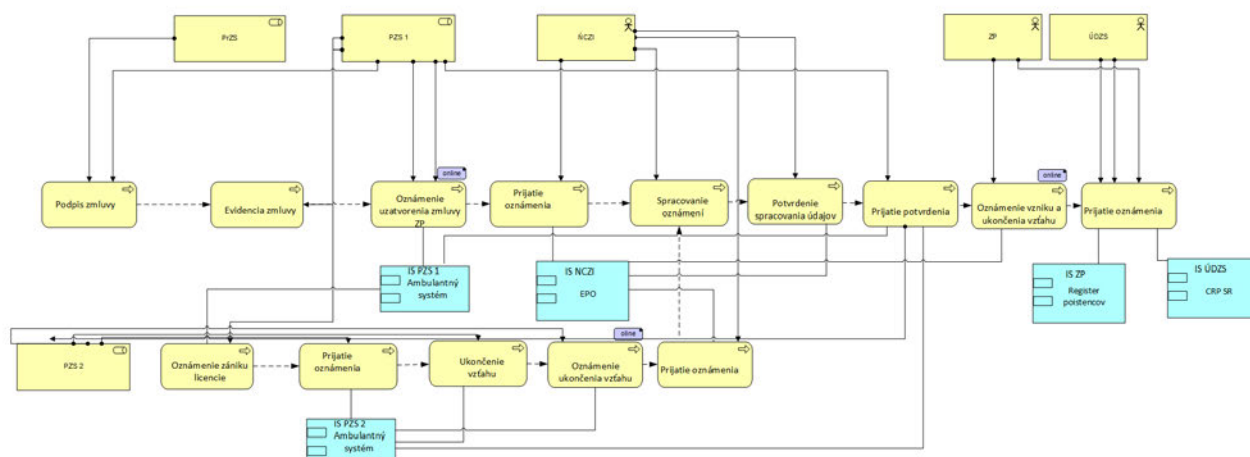 PrZS
PZS 1
ŃCZI
ZP
ÚDZS
online
online
Podpis zmluvy
Evidencia zmluvy
Oznámenie
uzatvorenia zmluvy
ZP
Prijatie
oznámenia
Spracovanie
oznámení
Potvrdenie
spracovania údajov
Prijatie potvrdenia
Oznámenie vzniku a
ukončenia vzťahu
Prijatie oznámenia
IS PZS 1
Ambulantný
systém
IS NCZI
EPO
IS ZP
Register
poistencov
IS ÚDZS
CRP SR
oline
PZS 2
Oznámenie zániku
licencie
Prijatie
oznámenia
Ukončenie
vzťahu
Oznámenie
ukončenia vzťahu
Prijatie oznámenia
IS PZS 2
Ambulantný
systém